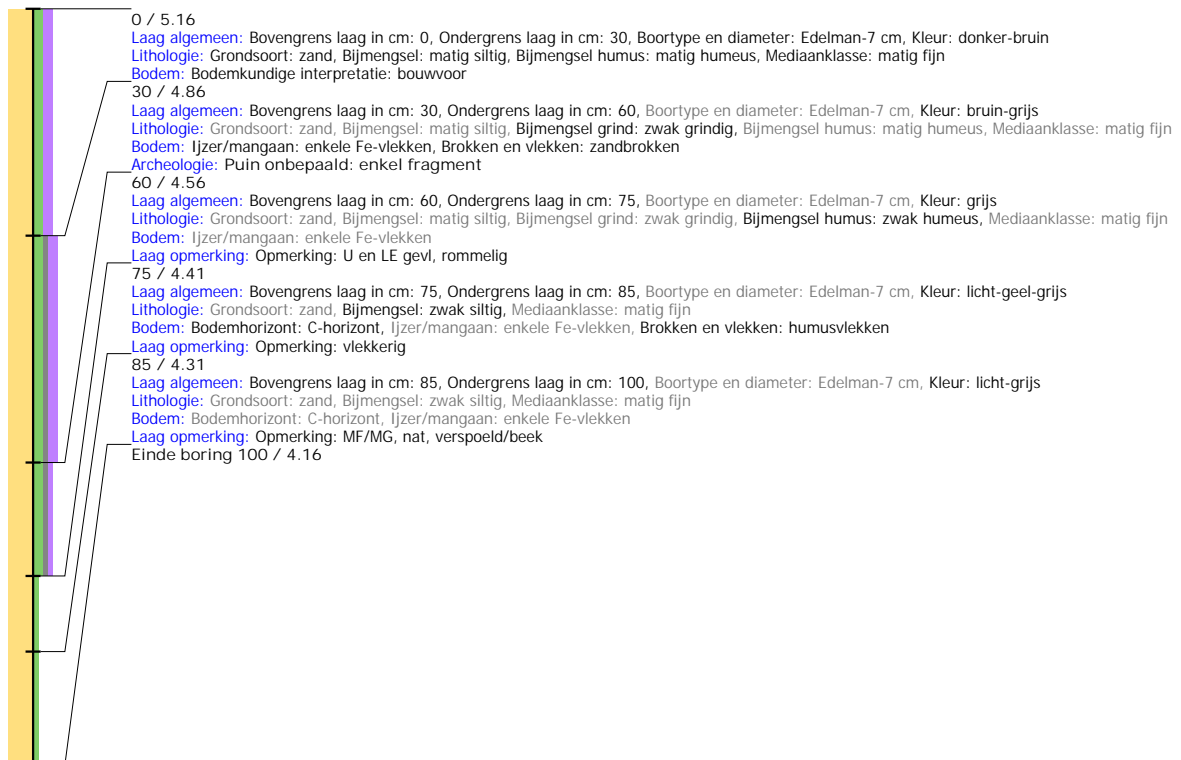 0 / 5.16
Laag algemeen: Bovengrens laag in cm: 0, Ondergrens laag in cm: 30, Boortype en diameter: Edelman-7 cm, Kleur: donker-bruin
Lithologie: Grondsoort: zand, Bijmengsel: matig siltig, Bijmengsel humus: matig humeus, Mediaanklasse: matig fijn
Bodem: Bodemkundige interpretatie: bouwvoor
30 / 4.86
Laag algemeen: Bovengrens laag in cm: 30, Ondergrens laag in cm: 60, Boortype en diameter: Edelman-7 cm, Kleur: bruin-grijs
Lithologie: Grondsoort: zand, Bijmengsel: matig siltig, Bijmengsel grind: zwak grindig, Bijmengsel humus: matig humeus, Mediaanklasse: matig fijn
Bodem: Ijzer/mangaan: enkele Fe-vlekken, Brokken en vlekken: zandbrokken
Archeologie: Puin onbepaald: enkel fragment
60 / 4.56
Laag algemeen: Bovengrens laag in cm: 60, Ondergrens laag in cm: 75, Boortype en diameter: Edelman-7 cm, Kleur: grijs
Lithologie: Grondsoort: zand, Bijmengsel: matig siltig, Bijmengsel grind: zwak grindig, Bijmengsel humus: zwak humeus, Mediaanklasse: matig fijn
Bodem: Ijzer/mangaan: enkele Fe-vlekken
Laag opmerking: Opmerking: U en LE gevl, rommelig
75 / 4.41
Laag algemeen: Bovengrens laag in cm: 75, Ondergrens laag in cm: 85, Boortype en diameter: Edelman-7 cm, Kleur: licht-geel-grijs
Lithologie: Grondsoort: zand, Bijmengsel: zwak siltig, Mediaanklasse: matig fijn
Bodem: Bodemhorizont: C-horizont, Ijzer/mangaan: enkele Fe-vlekken, Brokken en vlekken: humusvlekken
Laag opmerking: Opmerking: vlekkerig
85 / 4.31
Laag algemeen: Bovengrens laag in cm: 85, Ondergrens laag in cm: 100, Boortype en diameter: Edelman-7 cm, Kleur: licht-grijs
Lithologie: Grondsoort: zand, Bijmengsel: zwak siltig, Mediaanklasse: matig fijn
Bodem: Bodemhorizont: C-horizont, Ijzer/mangaan: enkele Fe-vlekken
Laag opmerking: Opmerking: MF/MG, nat, verspoeld/beek
Einde boring 100 / 4.16